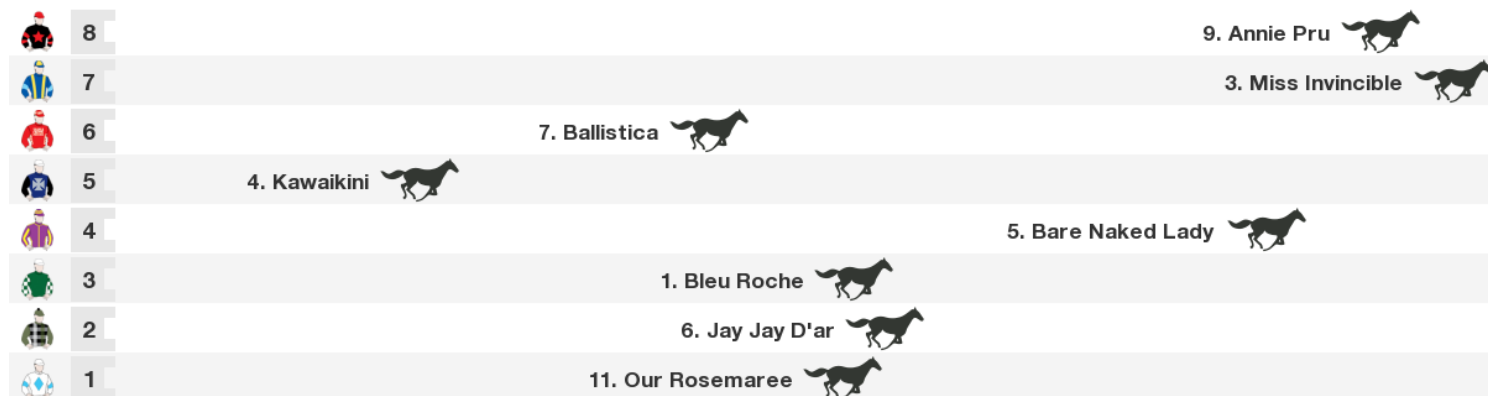 8 9. Annie Pru
7 3. Miss Invincible
6 7. Ballistica
5 4. Kawaikini
4 5. Bare Naked Lady
3 1. Bleu Roche
2 6. Jay Jay D'ar
1 11. Our Rosemaree